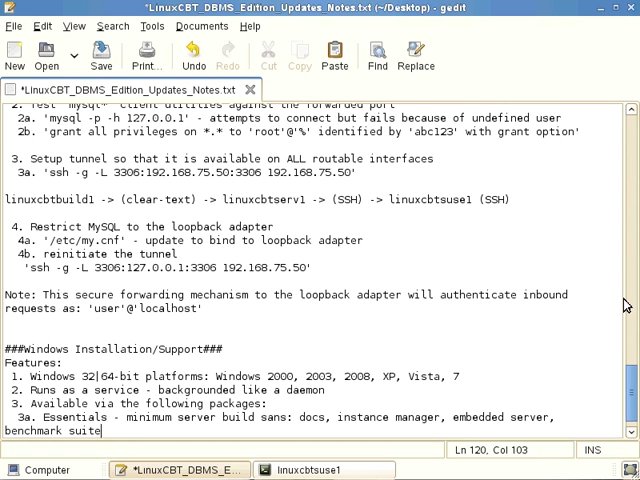 *LinuxCBT_DBMS_Edition_Updates_Notes.txt (~/Desktop) - gedit
File Edit View Search Tools Documents Help
New Open Save Print... Undo Redo Cut Copy Paste Find Replace
*LinuxCBT_DBMS_Edition_Updates_Notes.txt
2. Test 'mysql*' client utilities against the forwarded port
2a. 'mysql -p -h 127.0.0.1' - attempts to connect but fails because of undefined user
2b. 'grant all privileges on *.* to 'root'@'%' identified by 'abc123' with grant option'
3. Setup tunnel so that it is available on ALL routable interfaces
3a. 'ssh -g -L 3306:192.168.75.50:3306 192.168.75.50'
linuxcbtbuild1 -> (clear-text) -> linuxcbtserv1 -> (SSH) -> linuxcbtsuse1 (SSH)
4. Restrict MySQL to the loopback adapter
4a. '/etc/my.cnf' - update to bind to loopback adapter
4b. reinitiate the tunnel
'ssh -g -L 3306:127.0.0.1:3306 192.168.75.50'
Note: This secure forwarding mechanism to the loopback adapter will authenticate inbound
requests as: 'user'@'localhost'
###Windows Installation/Support###
Features:
1. Windows 32|64-bit platforms: Windows 2000, 2003, 2008, XP, Vista, 7
2. Runs as a service - backgrounded like a daemon
3. Available via the following packages:
3a. Essentials - minimum server build sans: docs, instance manager, embedded server,
benchmark suite
Ln 120, Col 103 INS
Computer *LinuxCBT_DBMS_E... linuxcbtsuse1